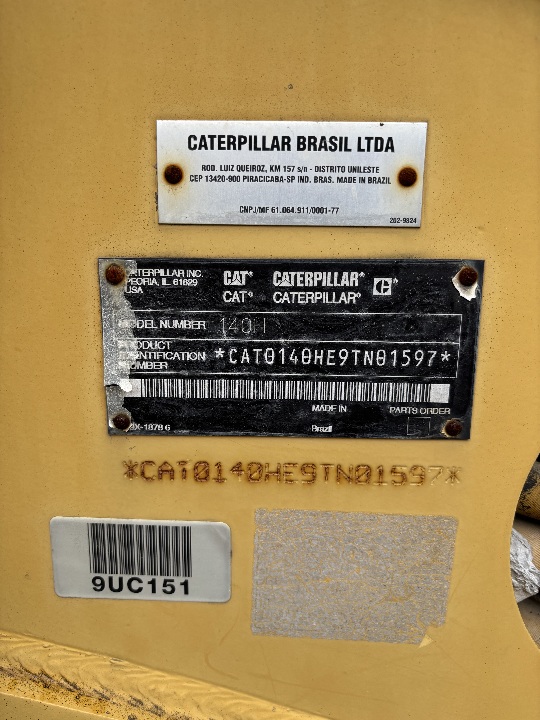 CATERPILLAR BRASIL LTDA
ROD. LUIZ QUEIROZ, KM 157 s/n - DISTRITO UNILESTE
CEP 13420-900 PIRACICABA-SP IND. BRAS. MADE IN BRAZIL
CNPJ/MF 61.064.911/0001-77
262-9824
CATERPILLAR INC.
PEORIA, IL 61629
USA
CAT® CATERPILLAR®
CAT® CATERPILLAR®
MODEL NUMBER 140H
PRODUCT
IDENTIFICATION
NUMBER
*CAT0140HE9TN01597*
MADE IN PARTS ORDER
Brazil
*CAT0140HE9TN01597*
9UC151